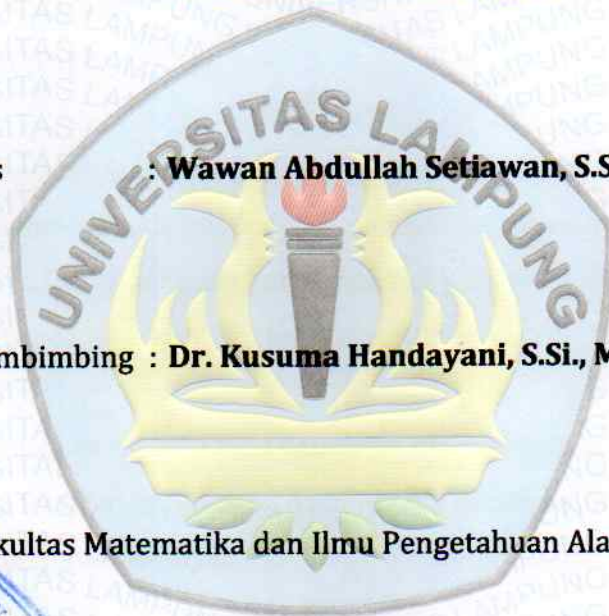 UNIVERSITAS LAMPUNG
s : Wawan Abdullah Setiawan, S.S
mbimbing : Dr. Kusuma Handayani, S.Si., M
kultas Matematika dan Ilmu Pengetahuan Ala